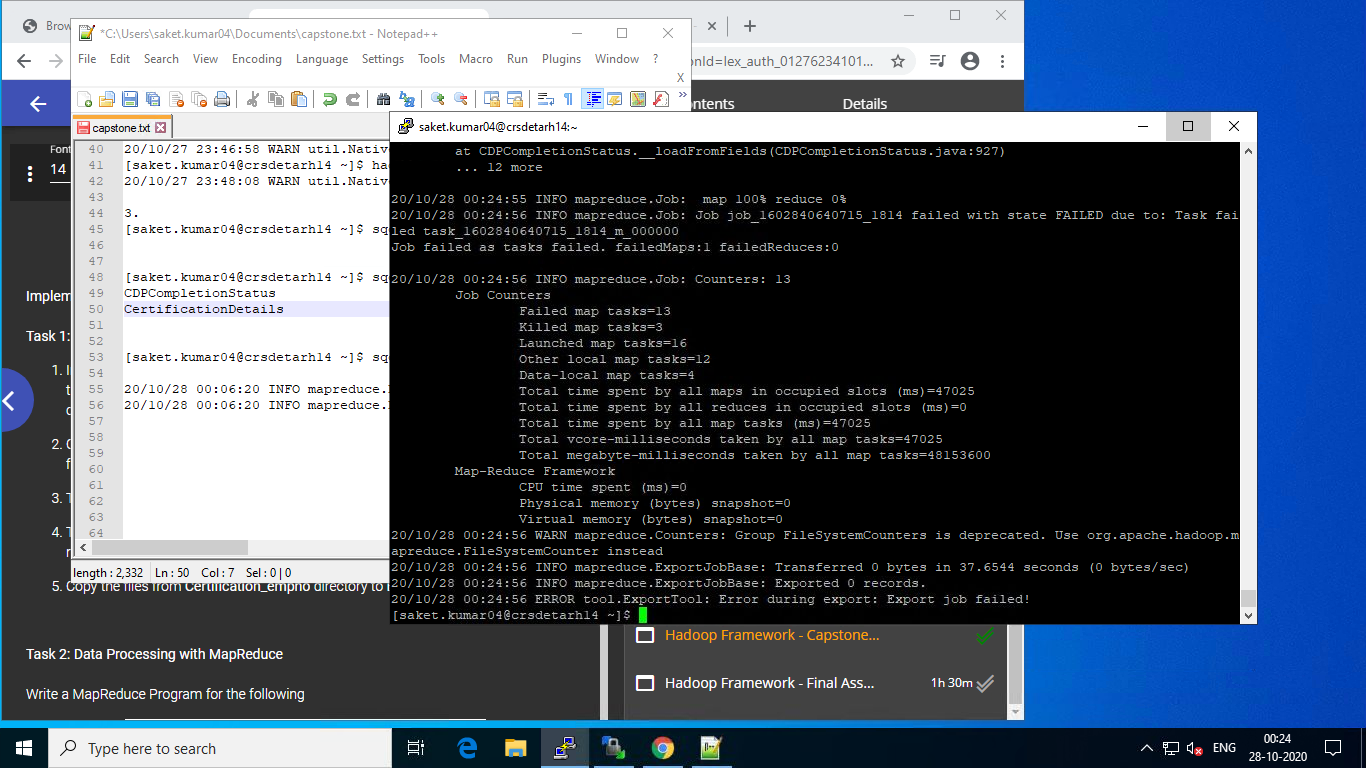 Brow
*C:\Users\saket.kumar04\Documents\capstone.txt - Notepad++
File Edit Search View Encoding Language Settings Tools Macro Run Plugins Window ?
X
onId=lex_auth_01276234101...
ontents
Details
capstone.txt
Font
14
40 20/10/27 23:46:58 WARN util.Native
41 [saket.kumar04@crsdetarh14 ~]$ had
42 20/10/27 23:48:08 WARN util.Native
43
44 3.
45 [saket.kumar04@crsdetarh14 ~]$ sq
46
47
48 [saket.kumar04@crsdetarh14 ~]$ sq
49 CDPCompletionStatus
50 CertificationDetails
51
52
53 [saket.kumar04@crsdetarh14 ~]$ sq
54
55 20/10/28 00:06:20 INFO mapreduce.
56 20/10/28 00:06:20 INFO mapreduce.
57
58
59
60
61
62
63
64
length : 2,332 Ln : 50 Col : 7 Sel : 0 | 0
saket.kumar04@crsdetarh14:~
at CDPCompletionStatus.__loadFromFields(CDPCompletionStatus.java:927)
... 12 more
20/10/28 00:24:55 INFO mapreduce.Job:  map 100% reduce 0%
20/10/28 00:24:56 INFO mapreduce.Job: Job job_1602840640715_1814 failed with state FAILED due to: Task fai
led task_1602840640715_1814_m_000000
Job failed as tasks failed. failedMaps:1 failedReduces:0
20/10/28 00:24:56 INFO mapreduce.Job: Counters: 13
Job Counters
Failed map tasks=13
Killed map tasks=3
Launched map tasks=16
Other local map tasks=12
Data-local map tasks=4
Total time spent by all maps in occupied slots (ms)=47025
Total time spent by all reduces in occupied slots (ms)=0
Total time spent by all map tasks (ms)=47025
Total vcore-milliseconds taken by all map tasks=47025
Total megabyte-milliseconds taken by all map tasks=48153600
Map-Reduce Framework
CPU time spent (ms)=0
Physical memory (bytes) snapshot=0
Virtual memory (bytes) snapshot=0
20/10/28 00:24:56 WARN mapreduce.Counters: Group FileSystemCounters is deprecated. Use org.apache.hadoop.m
apreduce.FileSystemCounter instead
20/10/28 00:24:56 INFO mapreduce.ExportJobBase: Transferred 0 bytes in 37.6544 seconds (0 bytes/sec)
20/10/28 00:24:56 INFO mapreduce.ExportJobBase: Exported 0 records.
20/10/28 00:24:56 ERROR tool.ExportTool: Error during export: Export job failed!
[saket.kumar04@crsdetarh14 ~]$
Implem
Task 1:
1. I
2. C
f
3. T
4. T
r
5. Copy the files from Certification_empno directory to
Task 2: Data Processing with MapReduce
Write a MapReduce Program for the following
Hadoop Framework - Capstone...
Hadoop Framework - Final Ass...
1h 30m
Type here to search
ENG
00:24
28-10-2020